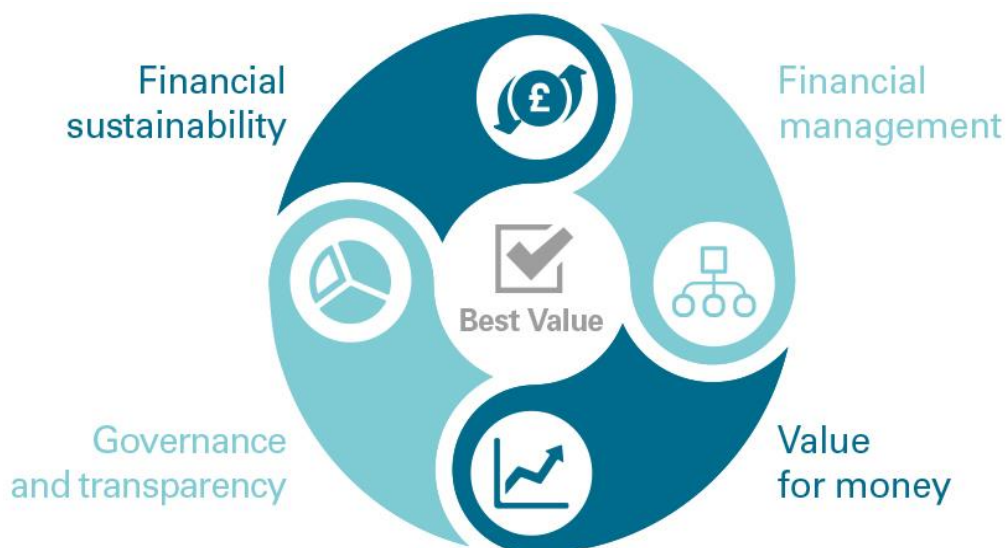 Financial
sustainability
£
Financial
management
Best Value
Governance
and transparency
Value
for money